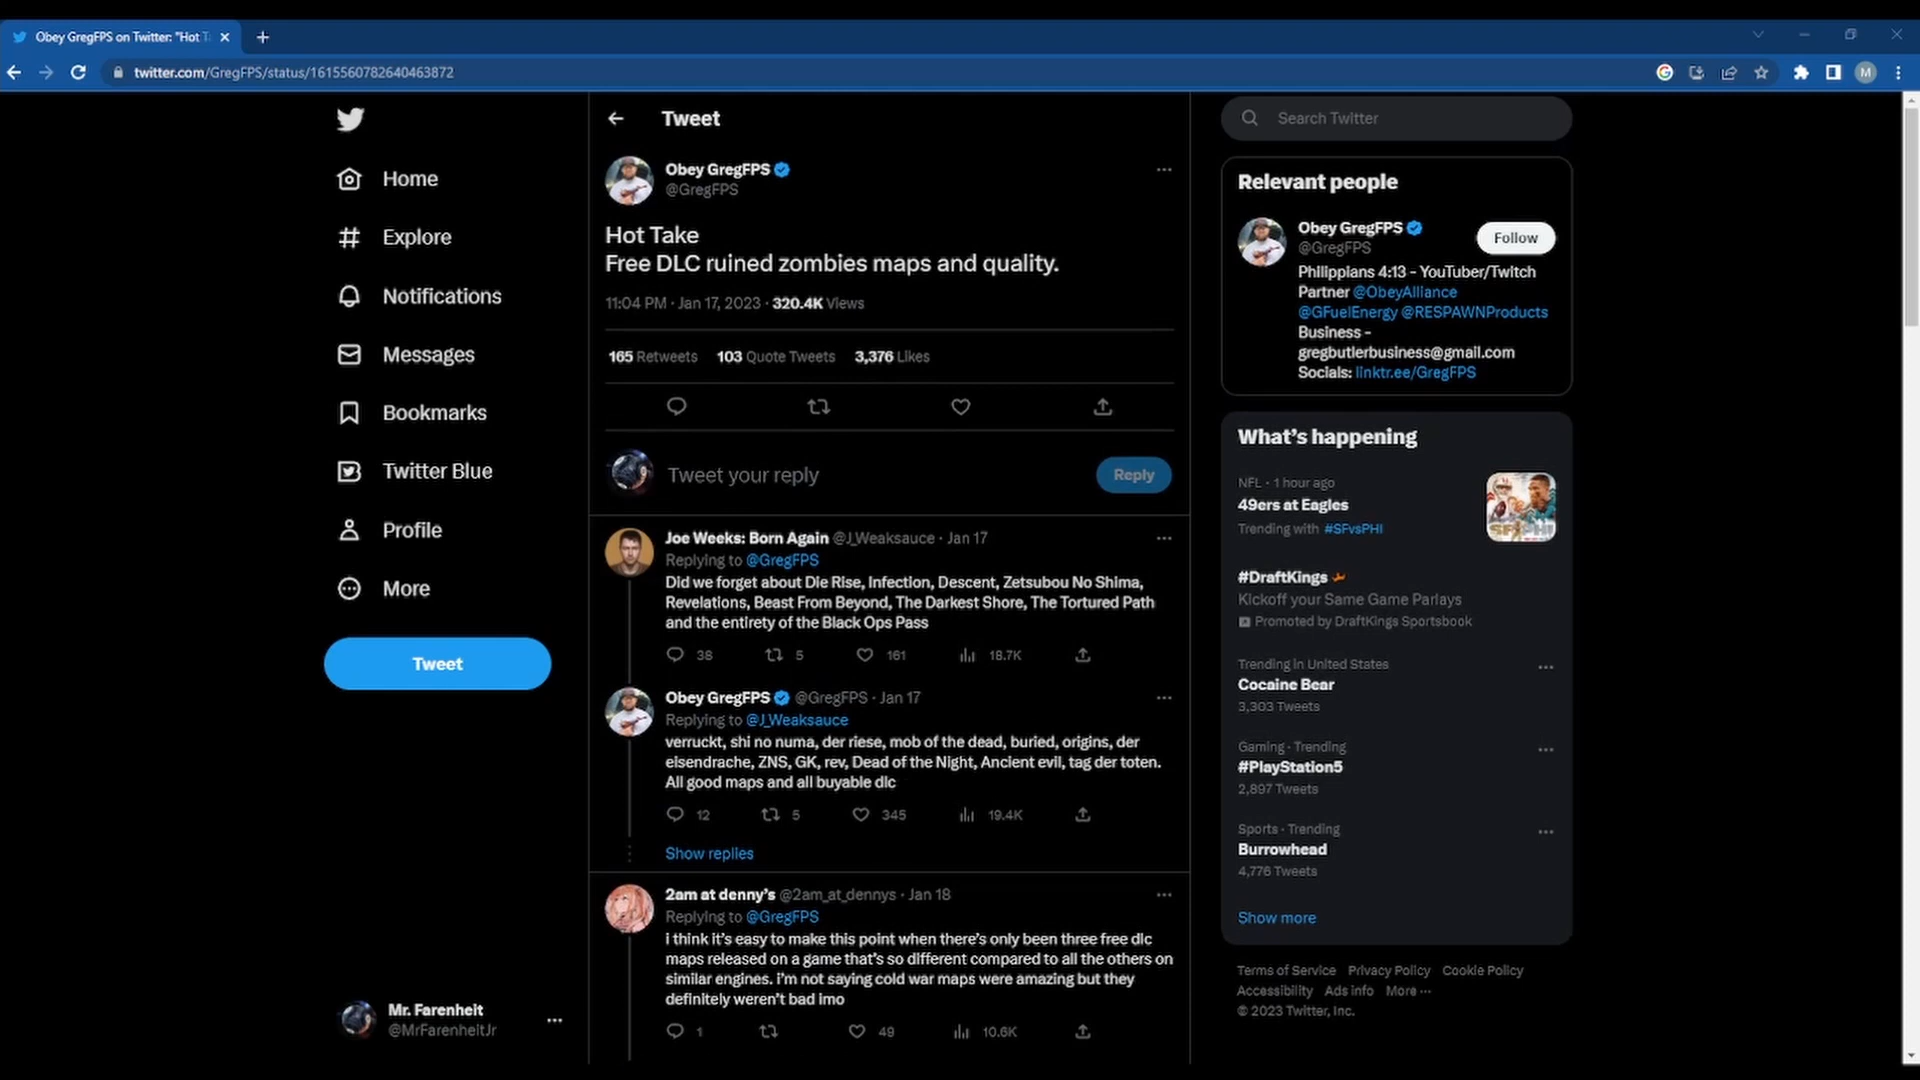 Obey GregFPS on Twitter: "Hot T
twitter.com/GregFPS/status/1615560782640463872
M
Home
Explore
Notifications
Messages
Bookmarks
Twitter Blue
Profile
More
Tweet
Mr. Farenheit
@MrFarenheitJr
Tweet
Obey GregFPS
@GregFPS
Hot Take
Free DLC ruined zombies maps and quality.
11:04 PM · Jan 17, 2023 · 320.4K Views
165 Retweets 103 Quote Tweets 3,376 Likes
Tweet your reply
Reply
Joe Weeks: Born Again @J_Weaksauce · Jan 17
Replying to @GregFPS
Did we forget about Die Rise, Infection, Descent, Zetsubou No Shima,
Revelations, Beast From Beyond, The Darkest Shore, The Tortured Path
and the entirety of the Black Ops Pass
38 5 161 18.7K
Obey GregFPS @GregFPS · Jan 17
Replying to @J_Weaksauce
verruckt, shi no numa, der riese, mob of the dead, buried, origins, der
eisendrache, ZNS, GK, rev, Dead of the Night, Ancient evil, tag der toten.
All good maps and all buyable dlc
12 5 345 19.4K
Show replies
2am at denny's @2am_at_dennys · Jan 18
Replying to @GregFPS
i think it's easy to make this point when there's only been three free dlc
maps released on a game that's so different compared to all the others on
similar engines. i'm not saying cold war maps were amazing but they
definitely weren't bad imo
1 49 10.6K
Search Twitter
Relevant people
Obey GregFPS
@GregFPS
Follow
Philippians 4:13 - YouTuber/Twitch
Partner @ObeyAlliance
@GFuelEnergy @RESPAWNProducts
Business -
gregbutlerbusiness@gmail.com
Socials: linktr.ee/GregFPS
What's happening
NFL · 1 hour ago
49ers at Eagles
Trending with #SFvsPHI
#DraftKings
Kickoff your Same Game Parlays
Promoted by DraftKings Sportsbook
Trending in United States
Cocaine Bear
3,303 Tweets
Gaming · Trending
#PlayStation5
2,897 Tweets
Sports · Trending
Burrowhead
4,776 Tweets
Show more
Terms of Service Privacy Policy Cookie Policy
Accessibility Ads info More ···
© 2023 Twitter, Inc.